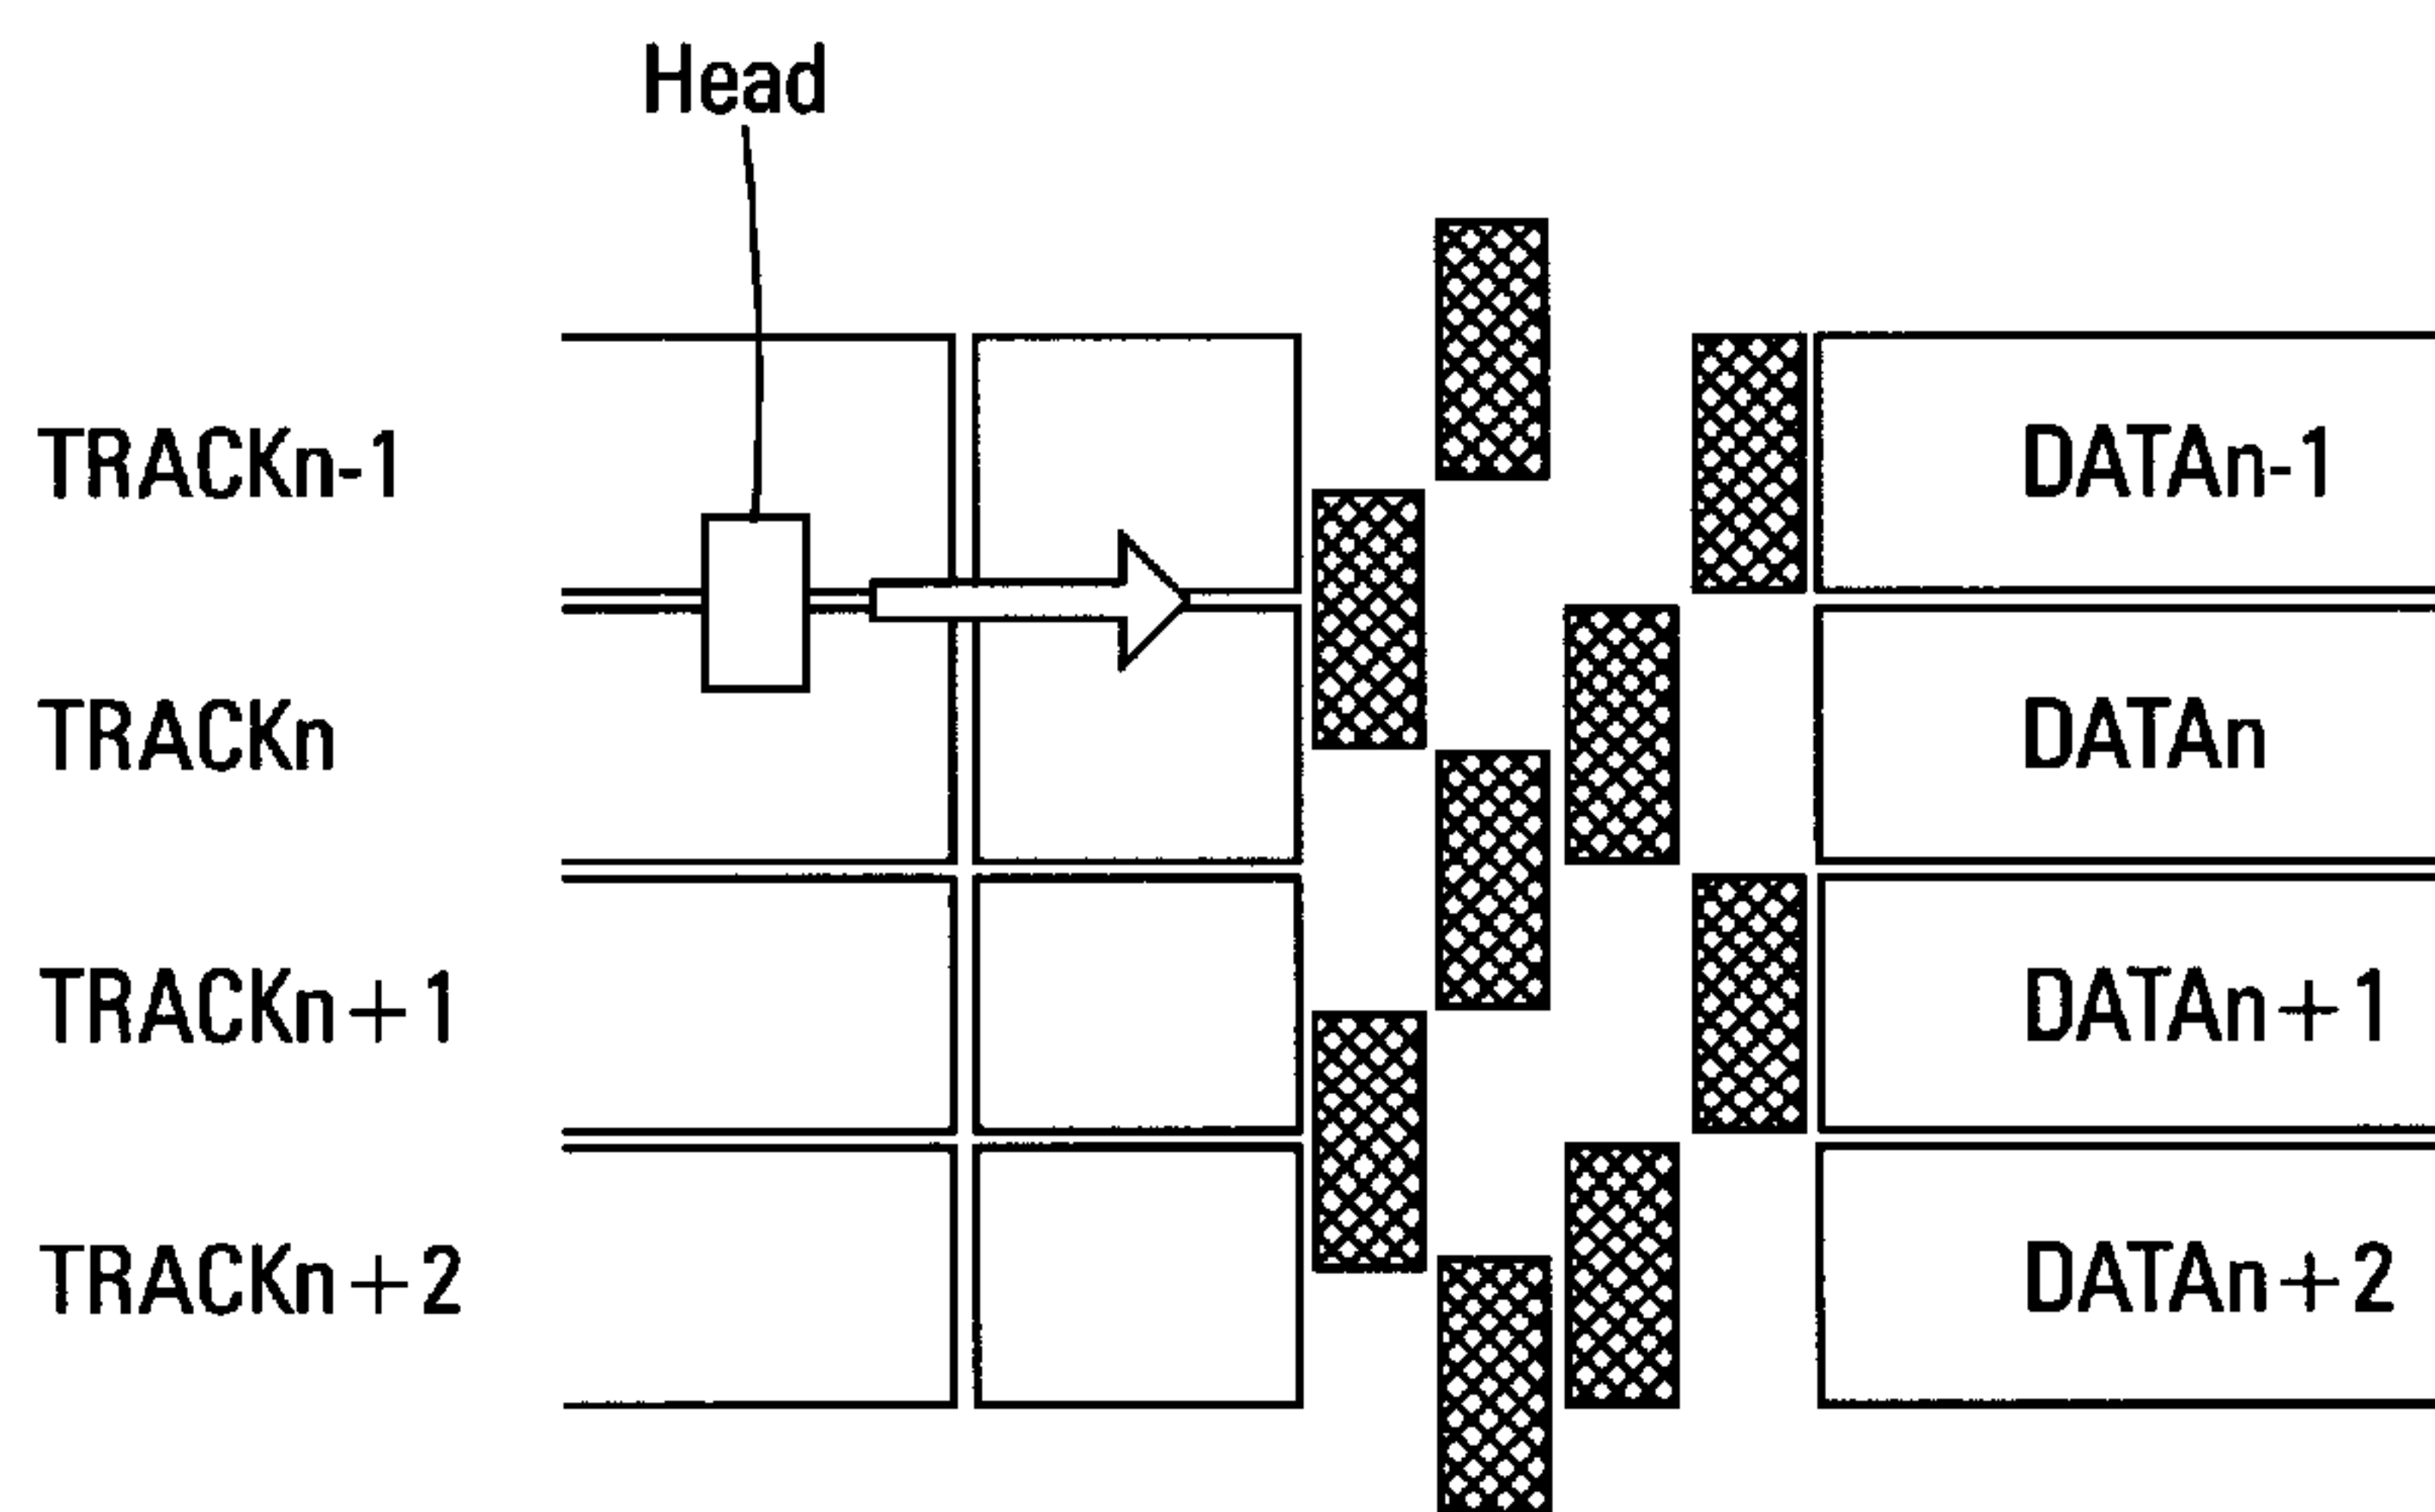 Head
TRACKn-1
DATAn-1
TRACKn
DATAn
TRACKn+1
DATAn+1
TRACKn+2
DATAn+2